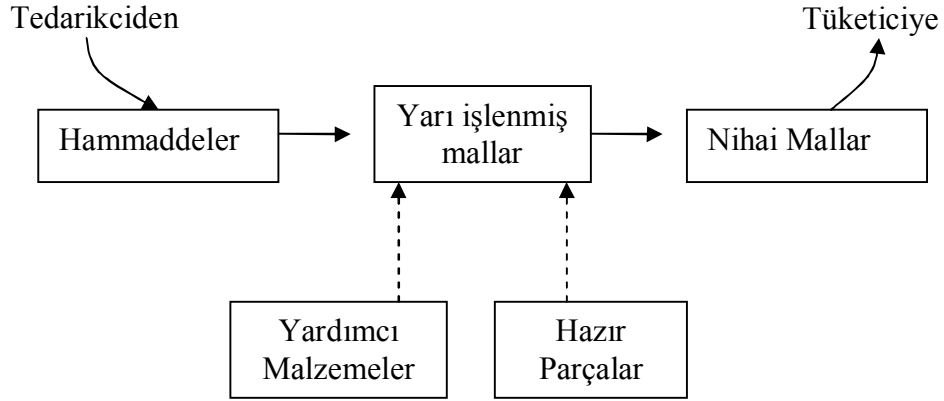 Tedarikciden
Tüketiciye
Hammaddeler
Yarı işlenmiş
mallar
Nihai Mallar
Yardımcı
Malzemeler
Hazır
Parçalar